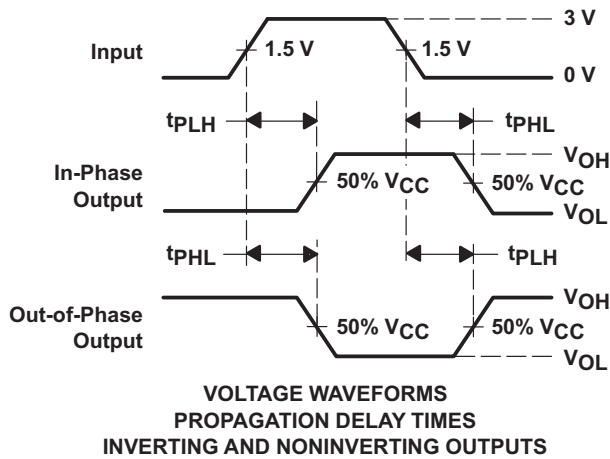 3 V
Input
1.5 V
1.5 V
0 V
tPLH
tPHL
In-Phase
Output
VOH
50% VCC
50% VCC
VOL
tPHL
tPLH
Out-of-Phase
Output
VOH
50% VCC
50% VCC
VOL
VOLTAGE WAVEFORMS
PROPAGATION DELAY TIMES
INVERTING AND NONINVERTING OUTPUTS